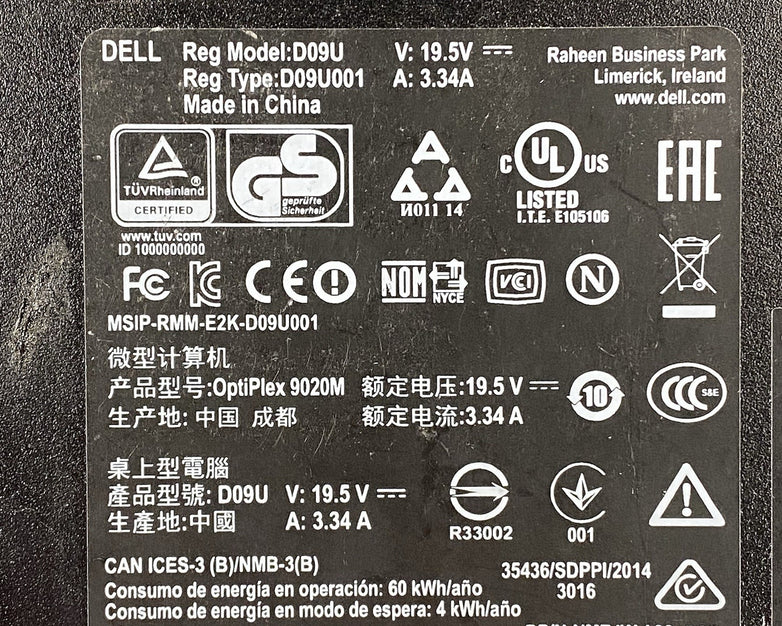 DELL Reg Model:D09U V: 19.5V Raheen Business Park
Reg Type:D09U001 A: 3.34A Limerick, Ireland
Made in China www.dell.com
TÜVRheinland
CERTIFIED
GS
geprüfte
Sicherheit
И011 14
c UL US
LISTED
I.T.E. E105106
EAC
www.tuv.com
ID 1000000000
FC KC CE NOM NYCE VCCI N
MSIP-RMM-E2K-D09U001
微型计算机
产品型号:OptiPlex 9020M 额定电压:19.5 V 10 CCC S&E
生产地: 中国 成都 额定电流:3.34 A
桌上型電腦
產品型號: D09U V: 19.5 V
生產地:中國 A: 3.34 A R33002 001
CAN ICES-3 (B)/NMB-3(B) 35436/SDPPI/2014
3016
Consumo de energía en operación: 60 kWh/año
Consumo de energía en modo de espera: 4 kWh/año